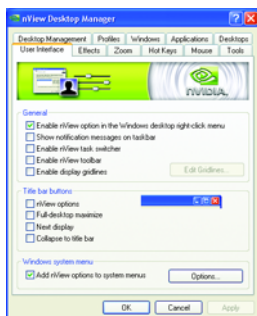 nView Desktop Manager
Desktop Management Profiles Windows Applications Desktops
User Interface Effects Zoom Hot Keys Mouse Tools
NVIDIA.
General
Enable nView option in the Windows desktop right-click menu
Show notification messages on taskbar
Enable nView task switcher
Enable nView toolbar
Enable display gridlines
Edit Gridlines...
Title bar buttons
nView options
Full-desktop maximize
Next display
Collapse to title bar
Windows system menu
Add nView options to system menus
Options...
OK Cancel Apply